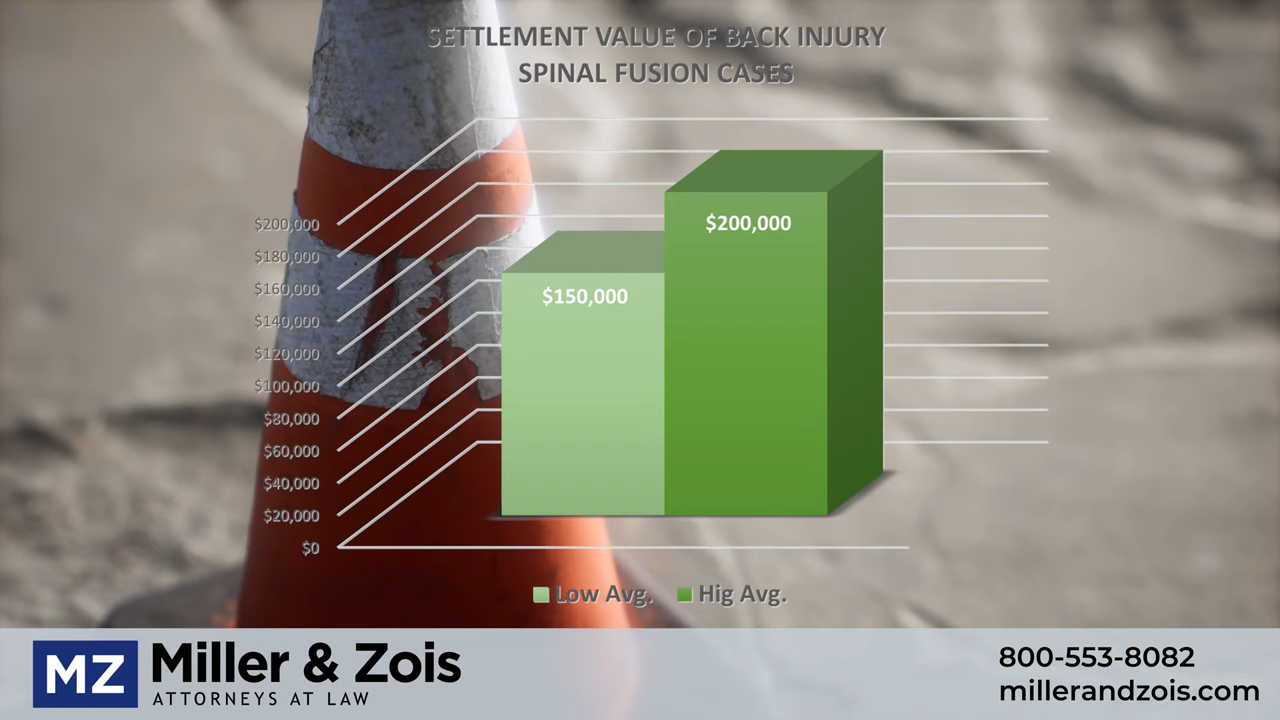 SETTLEMENT VALUE OF BACK INJURY
SPINAL FUSION CASES
$200,000
$180,000
$160,000
$140,000
$120,000
$100,000
$80,000
$60,000
$40,000
$20,000
$0
$150,000
$200,000
Low Avg.
Hig Avg.
MZ
Miller & Zois
ATTORNEYS AT LAW
800-553-8082
millerandzois.com